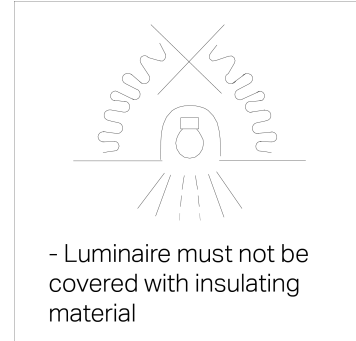 - Luminaire must not be
covered with insulating
material